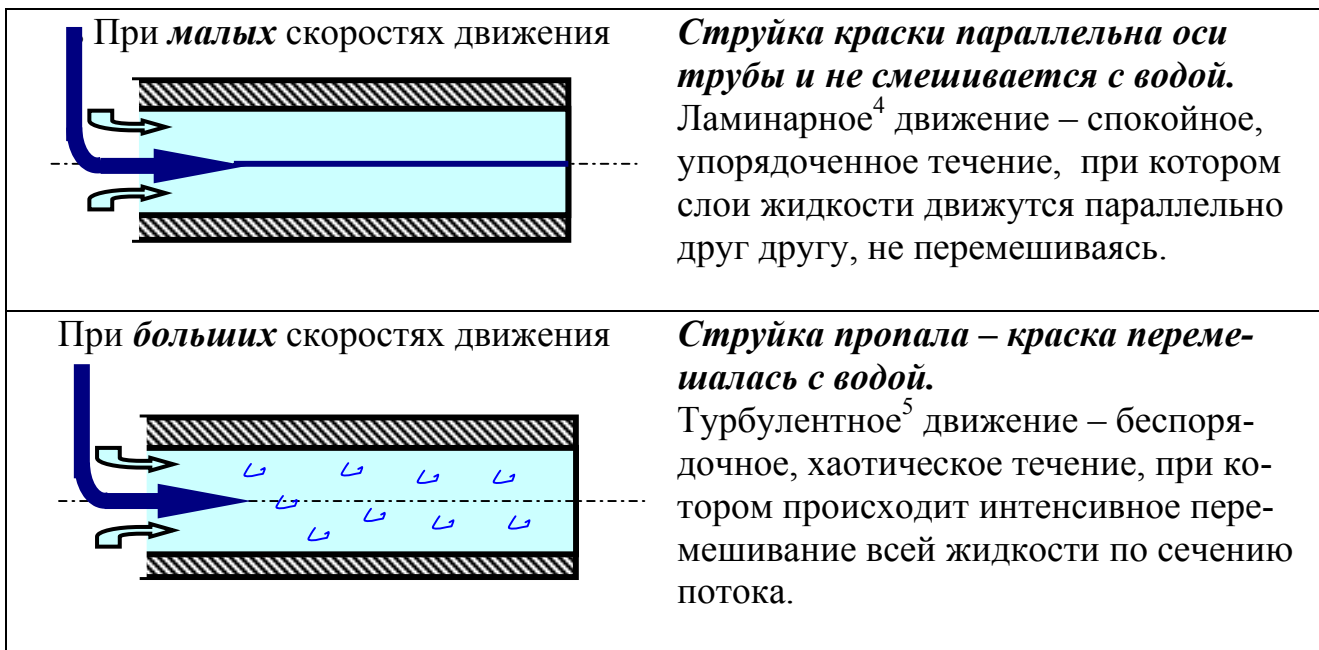 При малых скоростях движения
Струйка краски параллельна оси
трубы и не смешивается с водой.
Ламинарное⁴ движение – спокойное,
упорядоченное течение, при котором
слои жидкости движутся параллельно
друг другу, не перемешиваясь.
При больших скоростях движения
Струйка пропала – краска переме-
шалась с водой.
Турбулентное⁵ движение – беспоря-
дочное, хаотическое течение, при ко-
тором происходит интенсивное пере-
мешивание всей жидкости по сечению
потока.